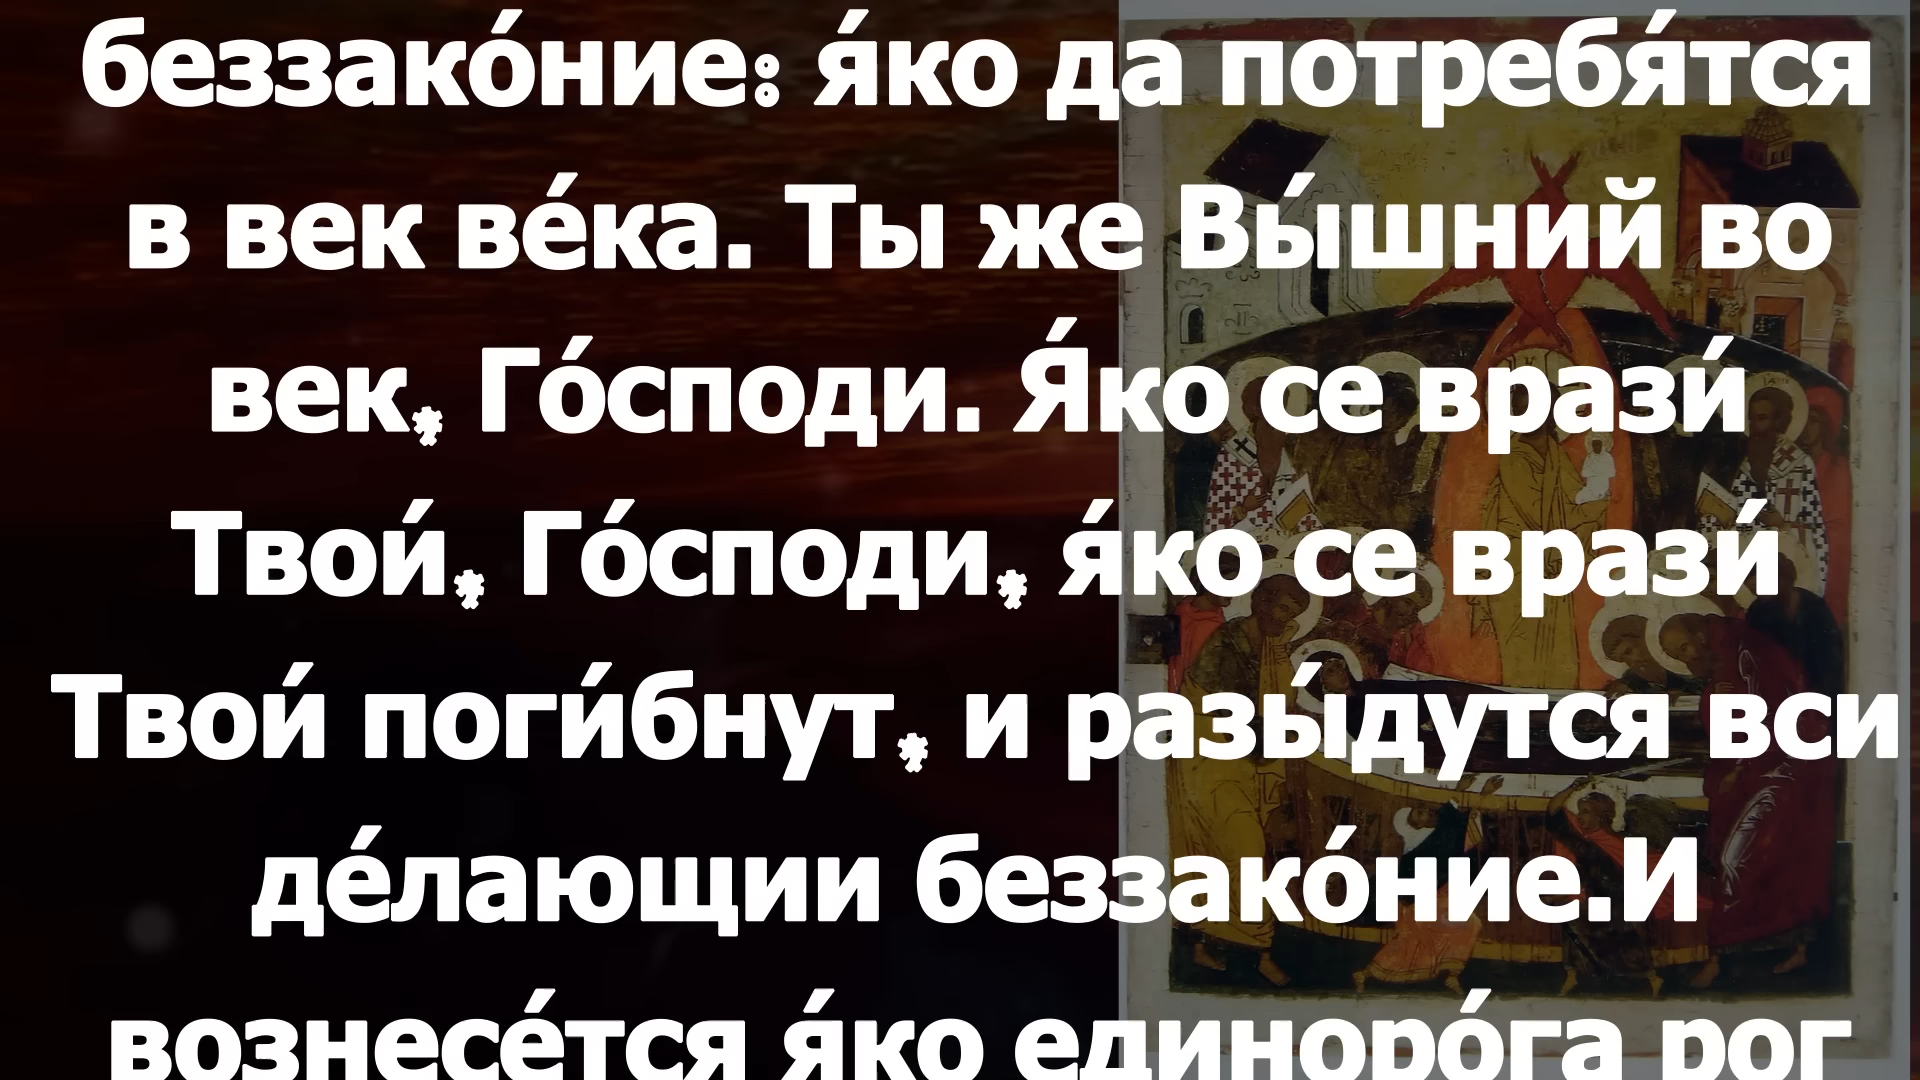 беззако́ние: я́ко да потребя́тся
в век ве́ка. Ты же Вы́шний во
век, Го́споди. Я́ко се врази́
Твои́, Го́споди, я́ко се врази́
Твои́ поги́бнут, и разы́дутся вси
де́лающии беззако́ние.И
вознесе́тся я́ко единоро́га рог